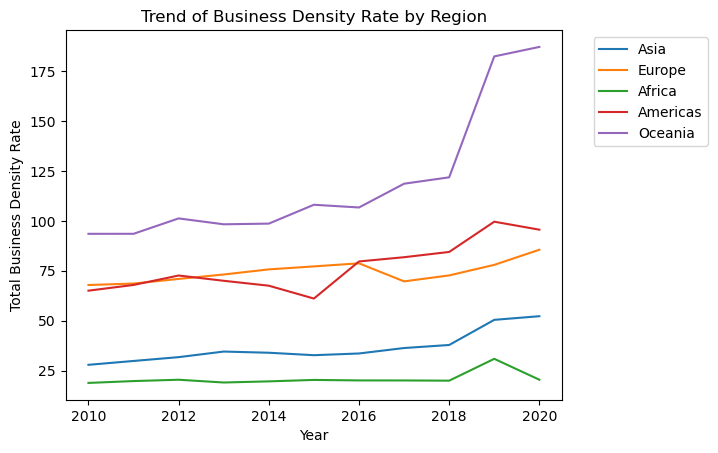 Trend of Business Density Rate by Region
Total Business Density Rate
175
150
125
100
75
50
25
2010
2012
2014
2016
2018
2020
Year
Asia
Europe
Africa
Americas
Oceania